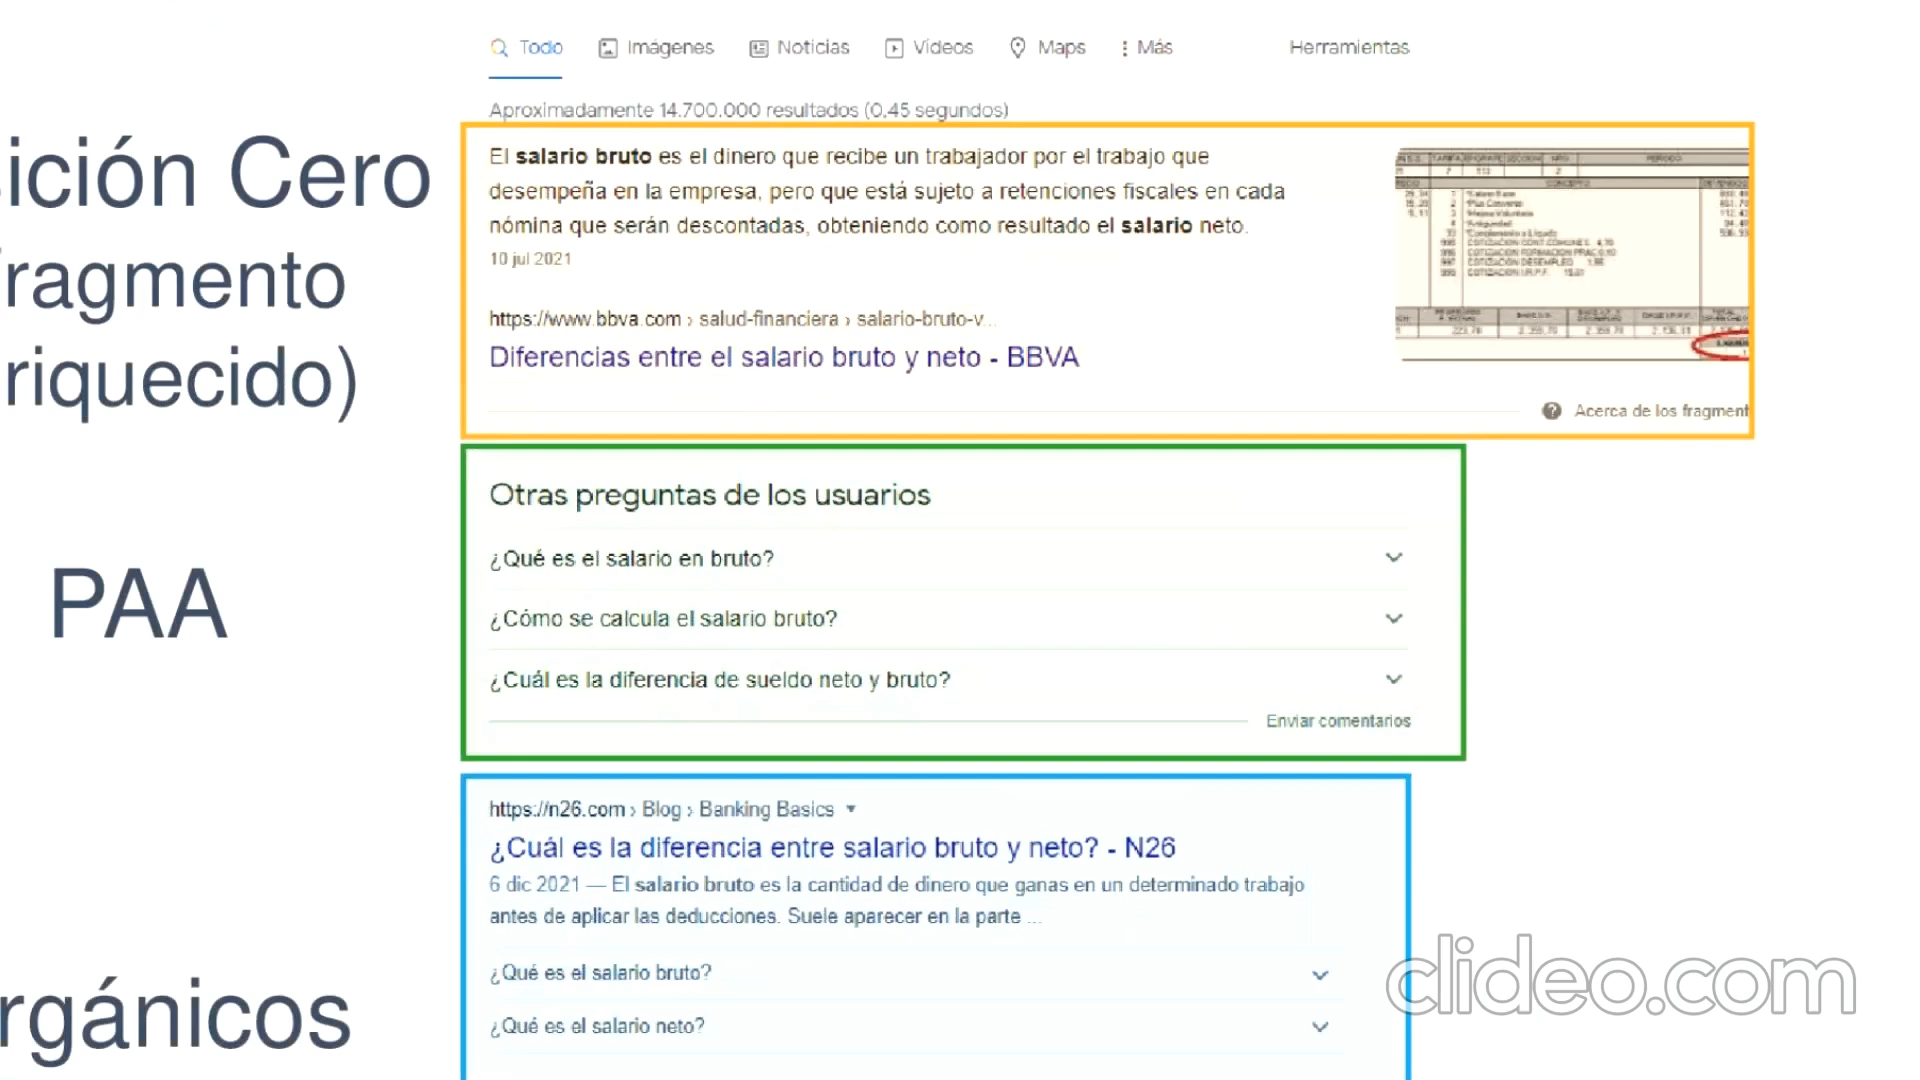 Todo Imágenes Noticias Vídeos Maps Más Herramientas
Aproximadamente 14.700.000 resultados (0,45 segundos)
ición Cero
ragmento
riquecido)
El salario bruto es el dinero que recibe un trabajador por el trabajo que
desempeña en la empresa, pero que está sujeto a retenciones fiscales en cada
nómina que serán descontadas, obteniendo como resultado el salario neto.
10 jul 2021
https://www.bbva.com › salud-financiera › salario-bruto-v...
Diferencias entre el salario bruto y neto - BBVA
Acerca de los fragment
PAA
Otras preguntas de los usuarios
¿Qué es el salario en bruto?
¿Cómo se calcula el salario bruto?
¿Cuál es la diferencia de sueldo neto y bruto?
Enviar comentarios
rgánicos
https://n26.com › Blog › Banking Basics
¿Cuál es la diferencia entre salario bruto y neto? - N26
6 dic 2021 — El salario bruto es la cantidad de dinero que ganas en un determinado trabajo
antes de aplicar las deducciones. Suele aparecer en la parte ...
¿Qué es el salario bruto?
¿Qué es el salario neto?
clideo.com